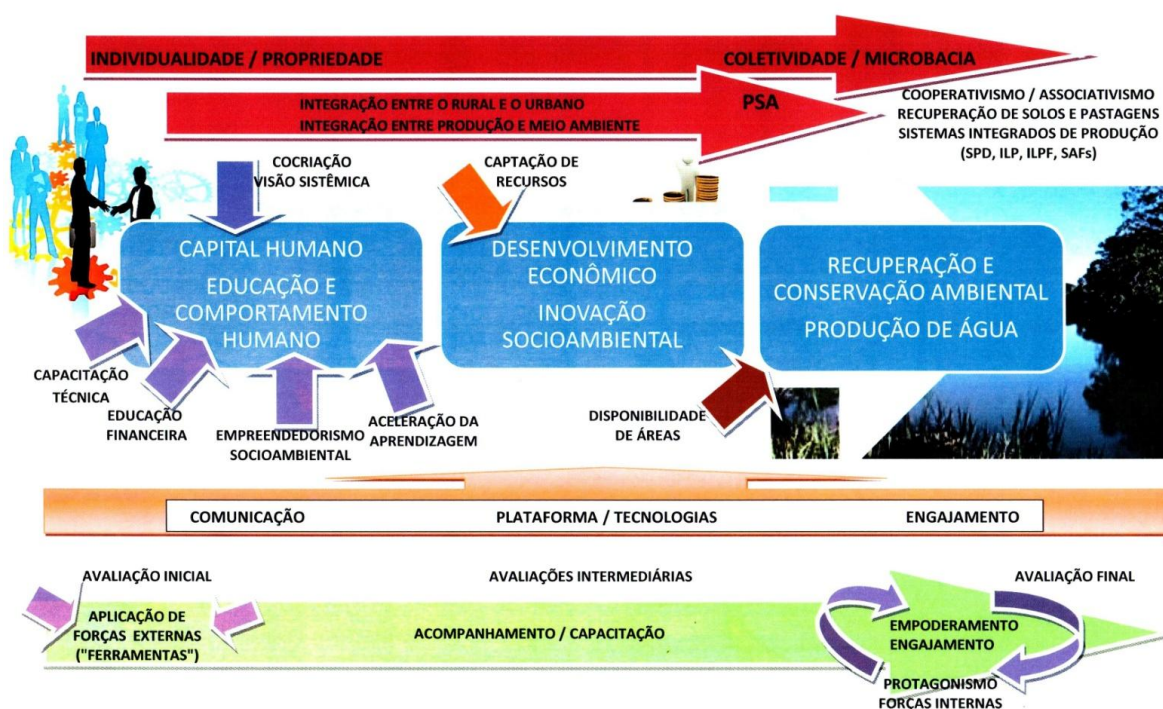 INDIVIDUALIDADE / PROPRIEDADE
COLETIVIDADE / MICROBACIA
INTEGRAÇÃO ENTRE O RURAL E O URBANO
INTEGRAÇÃO ENTRE PRODUÇÃO E MEIO AMBIENTE
PSA
COOPERATIVISMO / ASSOCIATIVISMO
RECUPERAÇÃO DE SOLOS E PASTAGENS
SISTEMAS INTEGRADOS DE PRODUÇÃO
(SPD, ILP, ILPF, SAFs)
COCRIAÇÃO
VISÃO SISTÊMICA
CAPTAÇÃO DE
RECURSOS
CAPITAL HUMANO
EDUCAÇÃO E
COMPORTAMENTO
HUMANO
DESENVOLVIMENTO
ECONÔMICO
INOVAÇÃO
SOCIOAMBIENTAL
RECUPERAÇÃO E
CONSERVAÇÃO AMBIENTAL
PRODUÇÃO DE ÁGUA
CAPACITAÇÃO
TÉCNICA
EDUCAÇÃO
FINANCEIRA
EMPREENDEDORISMO
SOCIOAMBIENTAL
ACELERAÇÃO DA
APRENDIZAGEM
DISPONIBILIDADE
DE ÁREAS
COMUNICAÇÃO
PLATAFORMA / TECNOLOGIAS
ENGAJAMENTO
AVALIAÇÃO INICIAL
AVALIAÇÕES INTERMEDIÁRIAS
AVALIAÇÃO FINAL
APLICAÇÃO DE
FORÇAS EXTERNAS
("FERRAMENTAS")
ACOMPANHAMENTO / CAPACITAÇÃO
EMPODERAMENTO
ENGAJAMENTO
PROTAGONISMO
FORÇAS INTERNAS